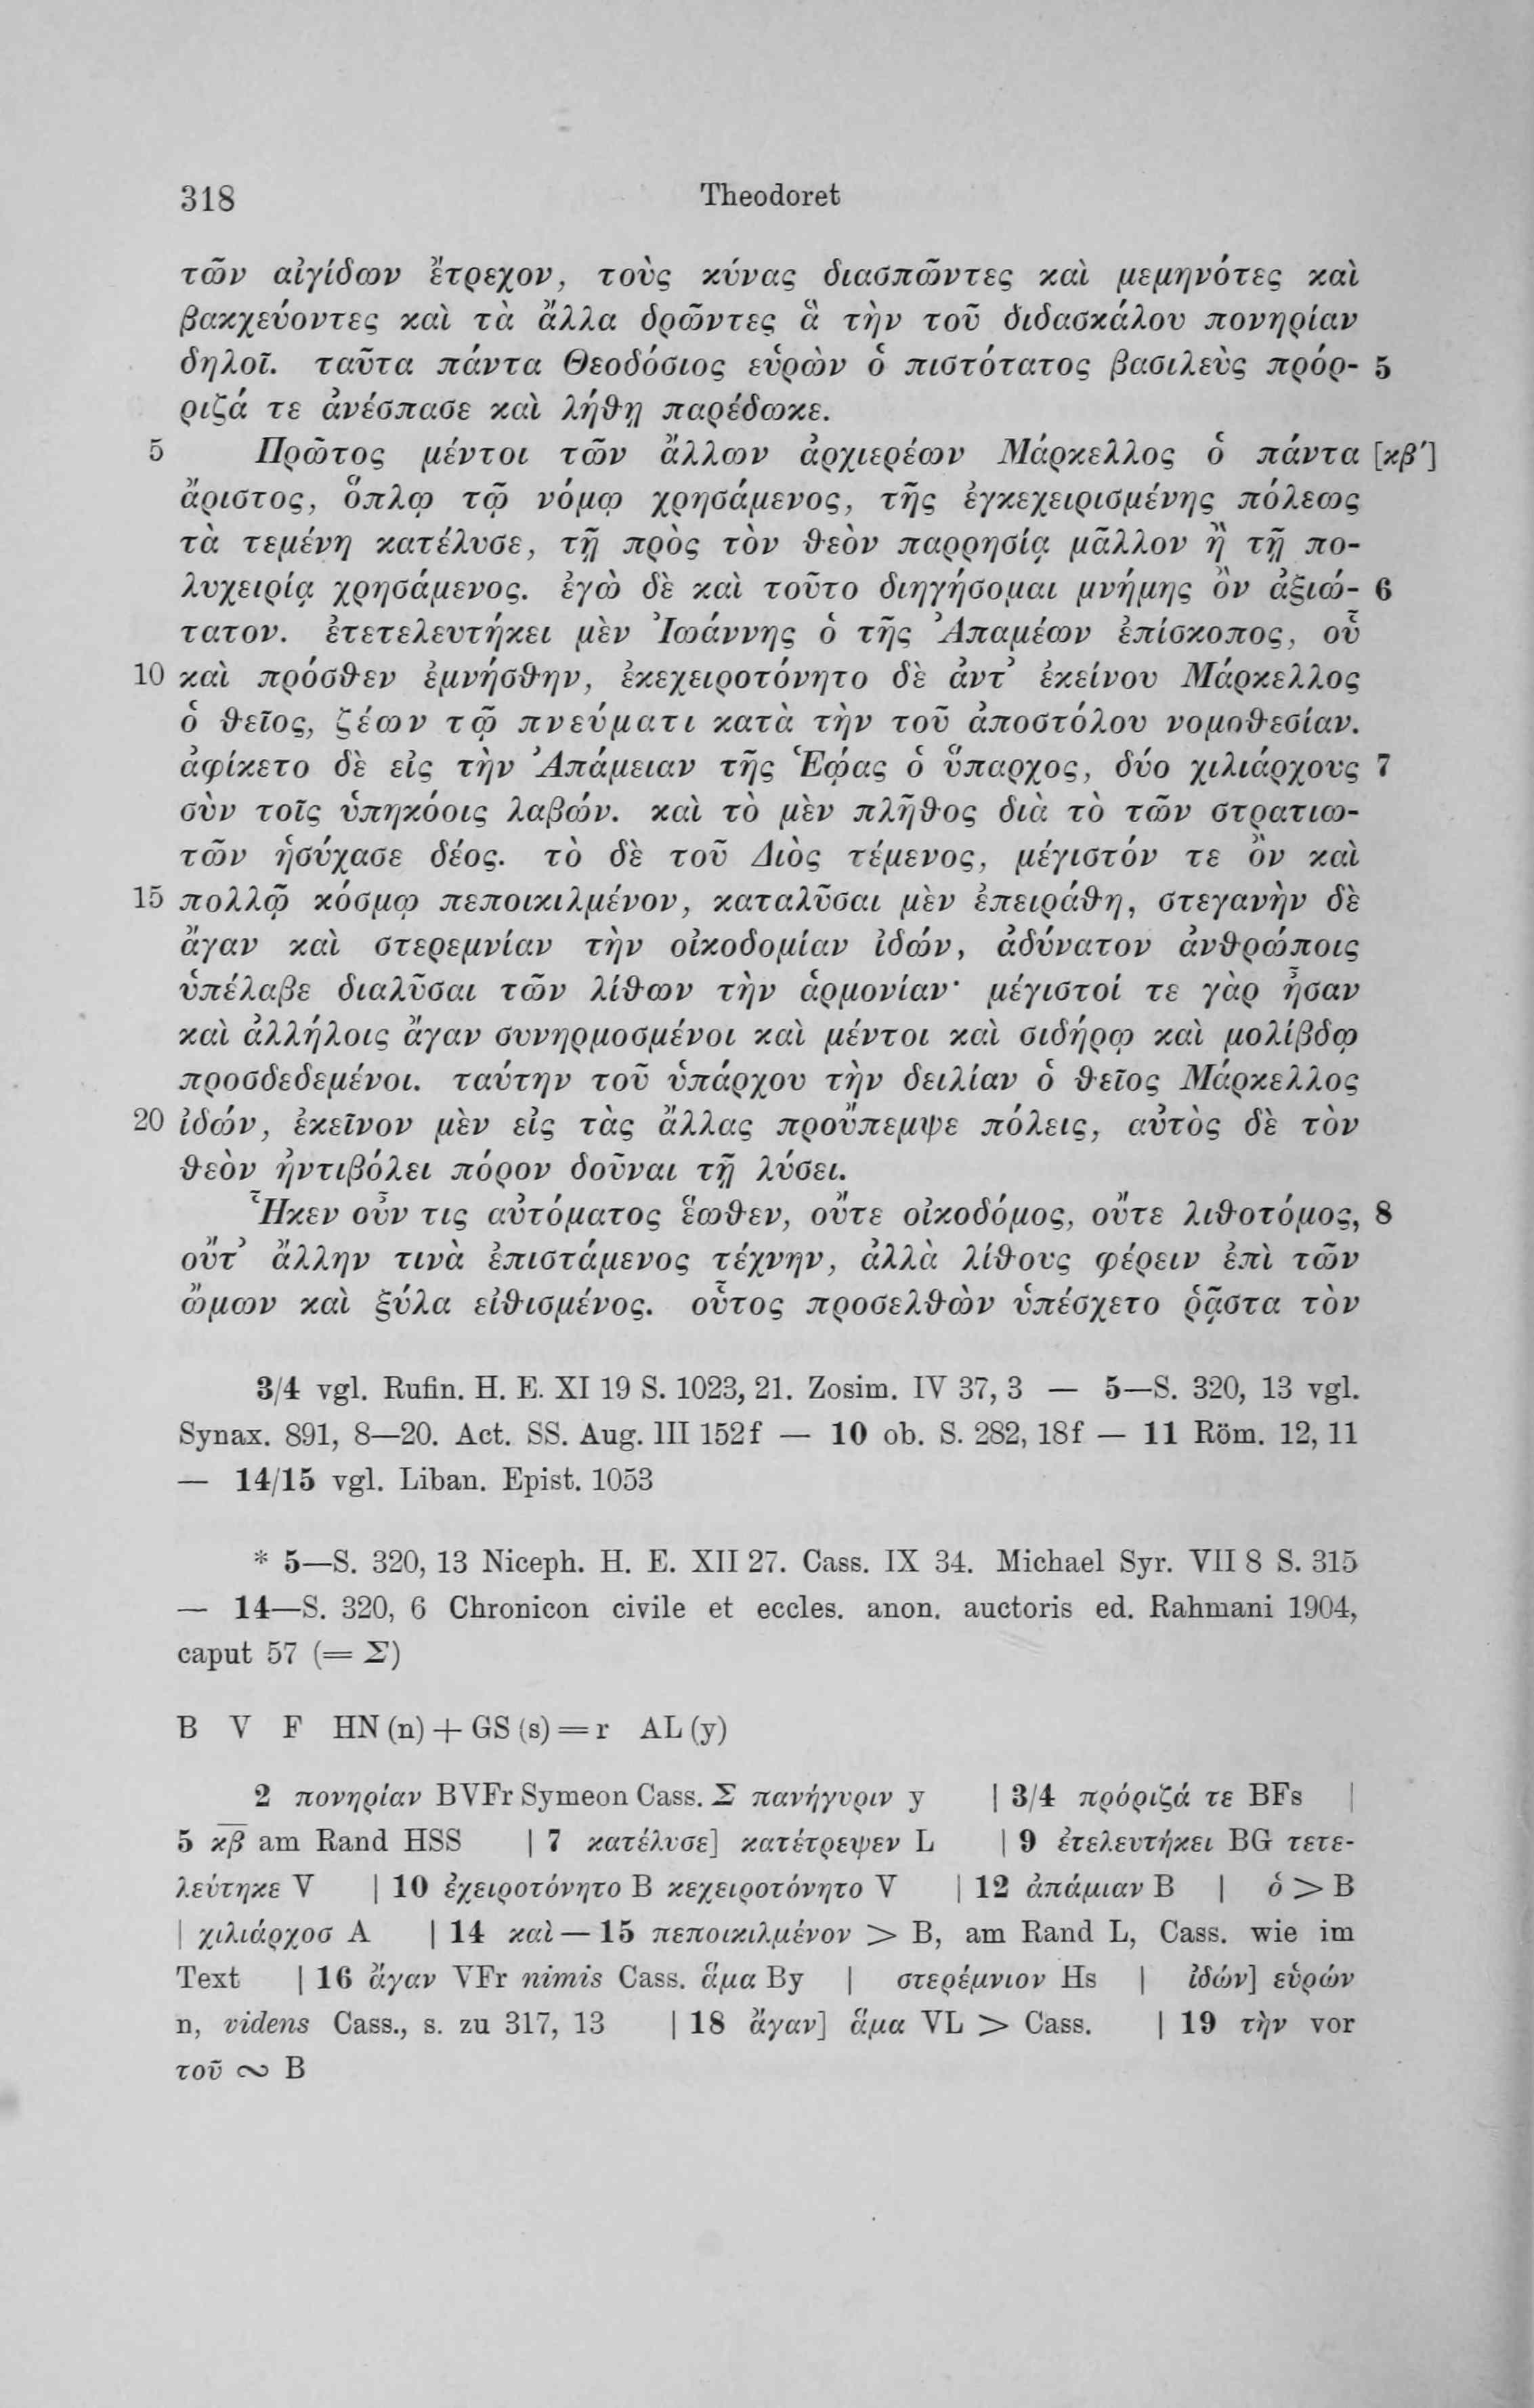 318 Theodoret
τῶν αἰγίδων ἔτρεχον, τοὺς κύνας διασπῶντες καὶ μεμηνότες καὶ
βακχεύοντες καὶ τὰ ἄλλα δρῶντες ἃ τὴν τοῦ διδασκάλου πονηρίαν
δηλοῖ. ταῦτα πάντα Θεοδόσιος εὑρὼν ὁ πιστότατος βασιλεὺς πρόρ- 5
ριζά τε ἀνέσπασε καὶ λήθῃ παρέδωκε.
5 Πρῶτος μέντοι τῶν ἄλλων ἀρχιερέων Μάρκελλος ὁ πάντα [κβ′]
ἄριστος, ὅπλῳ τῷ νόμῳ χρησάμενος, τῆς ἐγκεχειρισμένης πόλεως
τὰ τεμένη κατέλυσε, τῇ πρὸς τὸν θεὸν παρρησίᾳ μᾶλλον ἢ τῇ πο-
λυχειρίᾳ χρησάμενος. ἐγὼ δὲ καὶ τοῦτο διηγήσομαι μνήμης ὂν ἀξιώ- 6
τατον. ἐτετελευτήκει μὲν Ἰωάννης ὁ τῆς Ἀπαμέων ἐπίσκοπος, οὗ
10 καὶ πρόσθεν ἐμνήσθην, ἐκεχειροτόνητο δὲ ἀντ’ ἐκείνου Μάρκελλος
ὁ θεῖος, ζέων τῷ πνεύματι κατὰ τὴν τοῦ ἀποστόλου νομοθεσίαν.
ἀφίκετο δὲ εἰς τὴν Ἀπάμειαν τῆς Ἑῴας ὁ ὕπαρχος, δύο χιλιάρχους 7
σὺν τοῖς ὑπηκόοις λαβών. καὶ τὸ μὲν πλῆθος διὰ τὸ τῶν στρατιω-
τῶν ἡσύχασε δέος. τὸ δὲ τοῦ Διὸς τέμενος, μέγιστόν τε ὂν καὶ
15 πολλῷ κόσμῳ πεποικιλμένον, καταλῦσαι μὲν ἐπειράθη, στεγανὴν δὲ
ἄγαν καὶ στερεμνίαν τὴν οἰκοδομίαν ἰδών, ἀδύνατον ἀνθρώποις
ὑπέλαβε διαλῦσαι τῶν λίθων τὴν ἁρμονίαν· μέγιστοί τε γὰρ ἦσαν
καὶ ἀλλήλοις ἄγαν συνηρμοσμένοι καὶ μέντοι καὶ σιδήρῳ καὶ μολίβδῳ
προσδεδεμένοι. ταύτην τοῦ ὑπάρχου τὴν δειλίαν ὁ θεῖος Μάρκελλος
20 ἰδών, ἐκεῖνον μὲν εἰς τὰς ἄλλας προὔπεμψε πόλεις, αὐτὸς δὲ τὸν
θεὸν ἠντιβόλει πόρον δοῦναι τῇ λύσει.
Ἧκεν οὖν τις αὐτόματος ἕωθεν, οὔτε οἰκοδόμος, οὔτε λιθοτόμος, 8
οὔτ’ ἄλλην τινὰ ἐπιστάμενος τέχνην, ἀλλὰ λίθους φέρειν ἐπὶ τῶν
ὤμων καὶ ξύλα εἰθισμένος. οὗτος προσελθὼν ὑπέσχετο ῥᾷστα τὸν
3/4 vgl. Rufin. H. E. XI 19 S. 1023, 21. Zosim. IV 37, 3 — 5—S. 320, 13 vgl.
Synax. 891, 8—20. Act. SS. Aug. III 152f — 10 ob. S. 282, 18f — 11 Röm. 12, 11
— 14/15 vgl. Liban. Epist. 1053
* 5—S. 320, 13 Niceph. H. E. XII 27. Cass. IX 34. Michael Syr. VII 8 S. 315
— 14—S. 320, 6 Chronicon civile et eccles. anon. auctoris ed. Rahmani 1904,
caput 57 (= Σ)
B V F HN (n) + GS (s) = r AL (y)
2 πονηρίαν BVFr Symeon Cass. Σ πανήγυριν y | 3/4 πρόριζά τε BFs |
5 κβ am Rand HSS | 7 κατέλυσε] κατέτρεψεν L | 9 ἐτελευτήκει BG τετε-
λεύτηκε V | 10 ἐχειροτόνητο B κεχειροτόνητο V | 12 ἀπάμιαν B | ὁ > B
| χιλιάρχοσ A | 14 καὶ — 15 πεποικιλμένον > B, am Rand L, Cass. wie im
Text | 16 ἄγαν VFr nimis Cass. ἅμα By | στερέμνιον Hs | ἰδών] εὑρών
n, videns Cass., s. zu 317, 13 | 18 ἄγαν] ἅμα VL > Cass. | 19 τὴν vor
τοῦ ∾ B